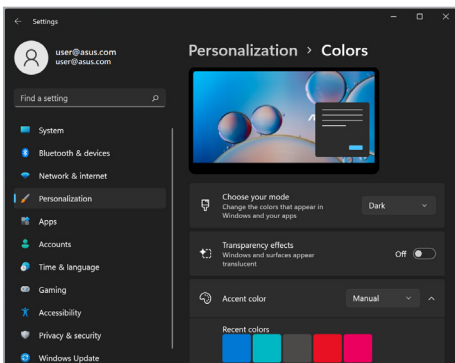 Settings
user@asus.com
user@asus.com
Find a setting
System
Bluetooth & devices
Network & internet
Personalization
Apps
Accounts
Time & language
Gaming
Accessibility
Privacy & security
Windows Update
Personalization > Colors
Choose your mode
Change the colors that appear in
Windows and your apps
Dark
Transparency effects
Windows and surfaces appear
translucent
Off
Accent color
Manual
Recent colors